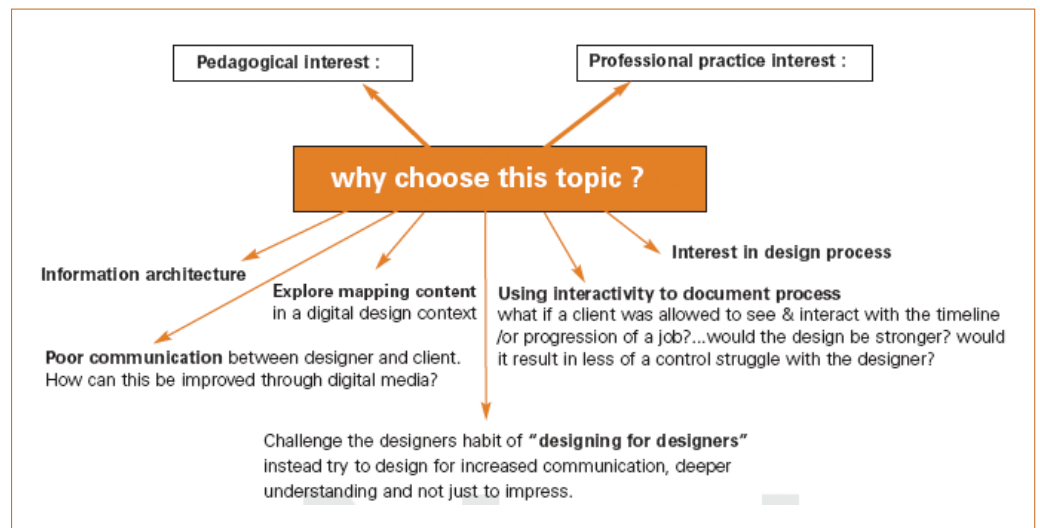 Pedagogical interest :
Professional practice interest :
why choose this topic ?
Information architecture
Explore mapping content
in a digital design context
Interest in design process
Using interactivity to document process
what if a client was allowed to see & interact with the timeline
/or progression of a job?...would the design be stronger? would
it result in less of a control struggle with the designer?
Poor communication between designer and client.
How can this be improved through digital media?
Challenge the designers habit of “designing for designers”
instead try to design for increased communication, deeper
understanding and not just to impress.